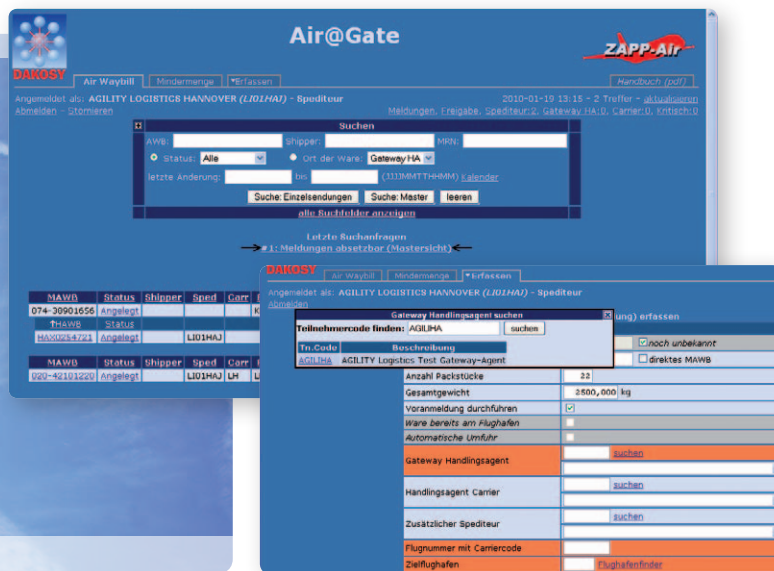 Air@Gate
DAKOSY
ZAPP-Air
Air Waybill Mindermenge ▼Erfassen Handbuch (pdf)
Angemeldet als: AGILITY LOGISTICS HANNOVER (LI01HAJ) - Spediteur 2010-01-19 13:15 - 2 Treffer - aktualisieren
Abmelden - Stornieren Meldungen, Freigabe, Spediteur:2, Gateway HA:0, Carrier:0, Kritisch:0
Suchen
AWB: Shipper: MRN:
Status: Alle Ort der Ware: Gateway HA
letzte Änderung: bis (JJJJMMTTHHMM) Kalender
Suche: Einzelsendungen Suche: Master leeren
alle Suchfelder anzeigen
Letzte Suchanfragen
→#1: Meldungen absetzbar (Mastersicht)←
MAWB Status Shipper Sped Carr
074-30901656 Angelegt K
↑HAWB Status
HAX0254721 Angelegt LI01HAJ
MAWB Status Shipper Sped Carr
020-42101220 Angelegt LI01HAJ LH
DAKOSY
Air Waybill Mindermenge ▼Erfassen
Angemeldet als: AGILITY LOGISTICS HANNOVER (LI01HAJ) - Spediteur
Abmelden
Gateway Handlingsagent suchen
ung) erfassen
Teilnehmercode finden: AGILIHA suchen
noch unbekannt
Tn.Code Beschreibung
direktes MAWB
AGILIHA AGILITY Logistics Test Gateway-Agent
Anzahl Packstücke 22
Gesamtgewicht 2500,000 kg
Voranmeldung durchführen
Ware bereits am Flughafen
Automatische Umfuhr
Gateway Handlingsagent suchen
Handlingsagent Carrier suchen
Zusätzlicher Spediteur suchen
Flugnummer mit Carriercode
Zielflughafen Flughafenfinder